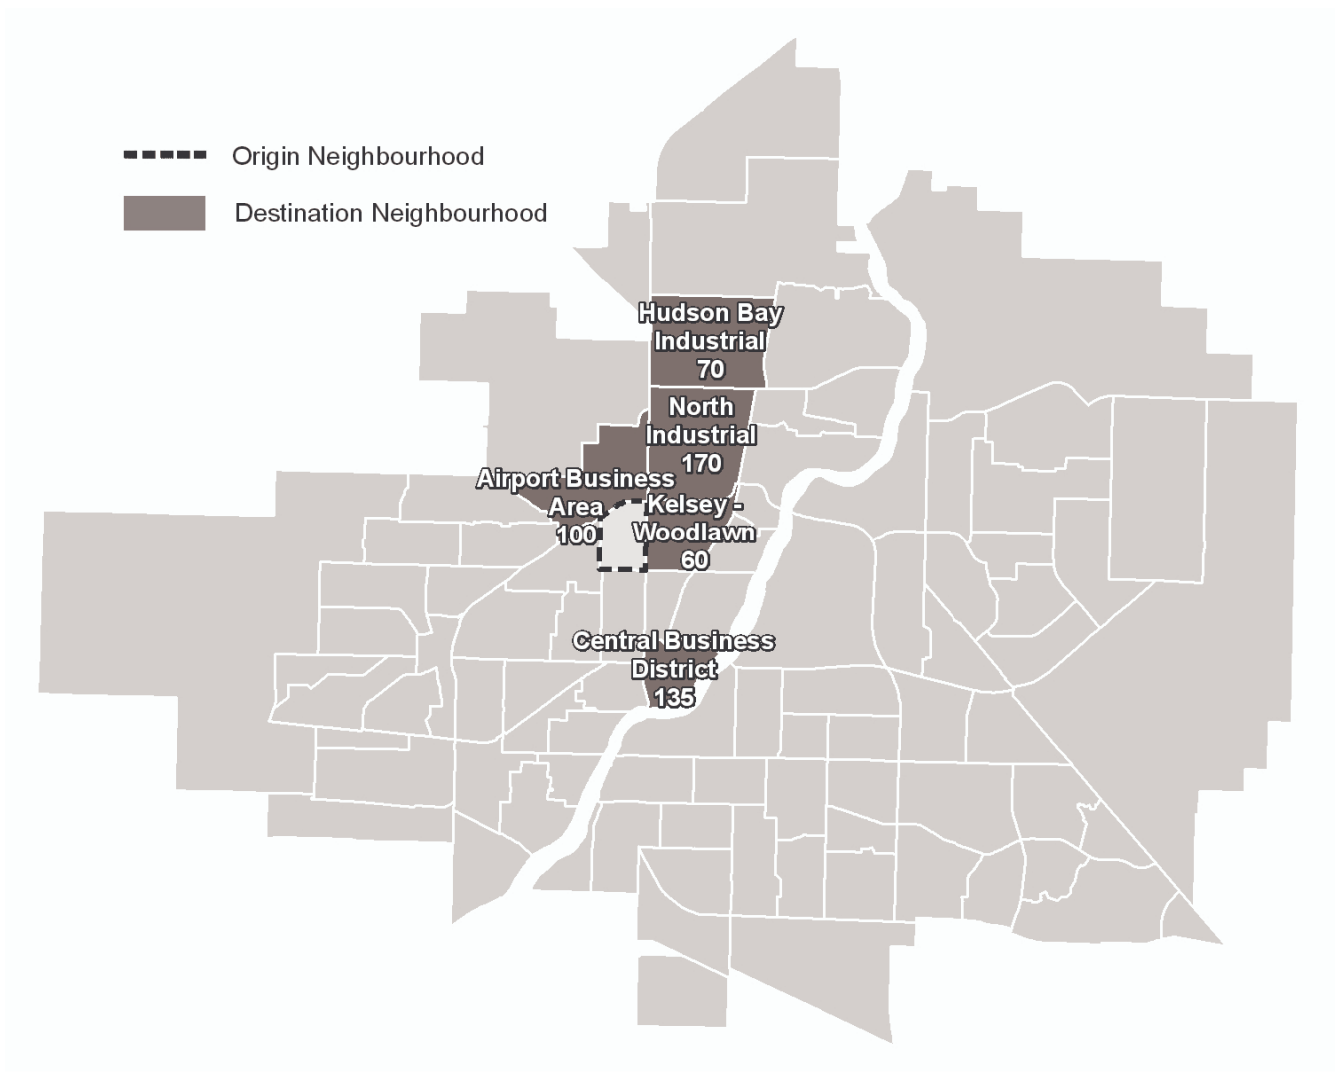 Origin Neighbourhood
Destination Neighbourhood
Hudson Bay
Industrial
70
North
Industrial
170
Airport Business
Area
100
Kelsey -
Woodlawn
60
Central Business
District
135